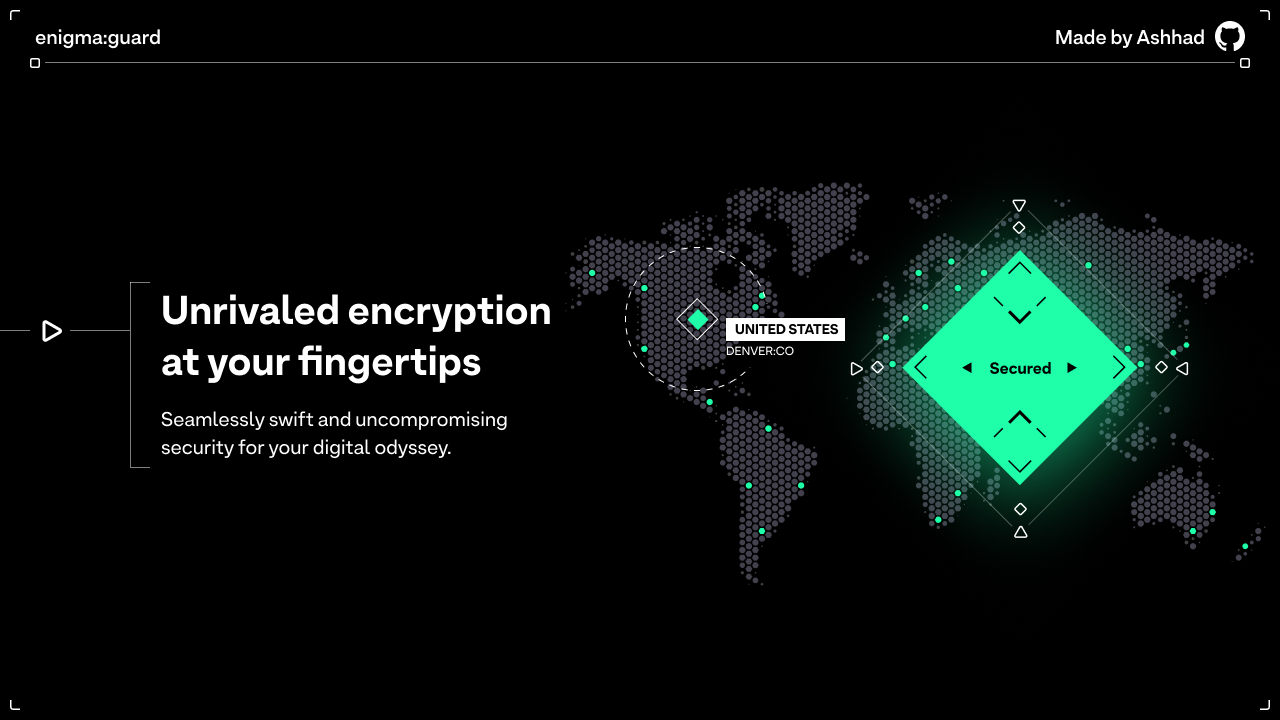 enigma:guard
Made by Ashhad
Unrivaled encryption
at your fingertips
Seamlessly swift and uncompromising
security for your digital odyssey.
UNITED STATES
DENVER:CO
Secured